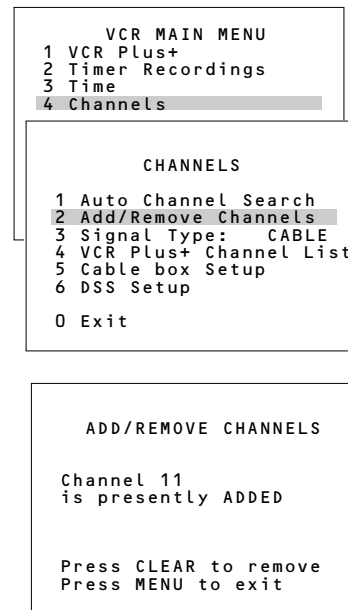 VCR MAIN MENU
1 VCR Plus+
2 Timer Recordings
3 Time
4 Channels
CHANNELS
1 Auto Channel Search
2 Add/Remove Channels
3 Signal Type: CABLE
4 VCR Plus+ Channel List
5 Cable box Setup
6 DSS Setup
0 Exit
ADD/REMOVE CHANNELS
Channel 11
is presently ADDED
Press CLEAR to remove
Press MENU to exit